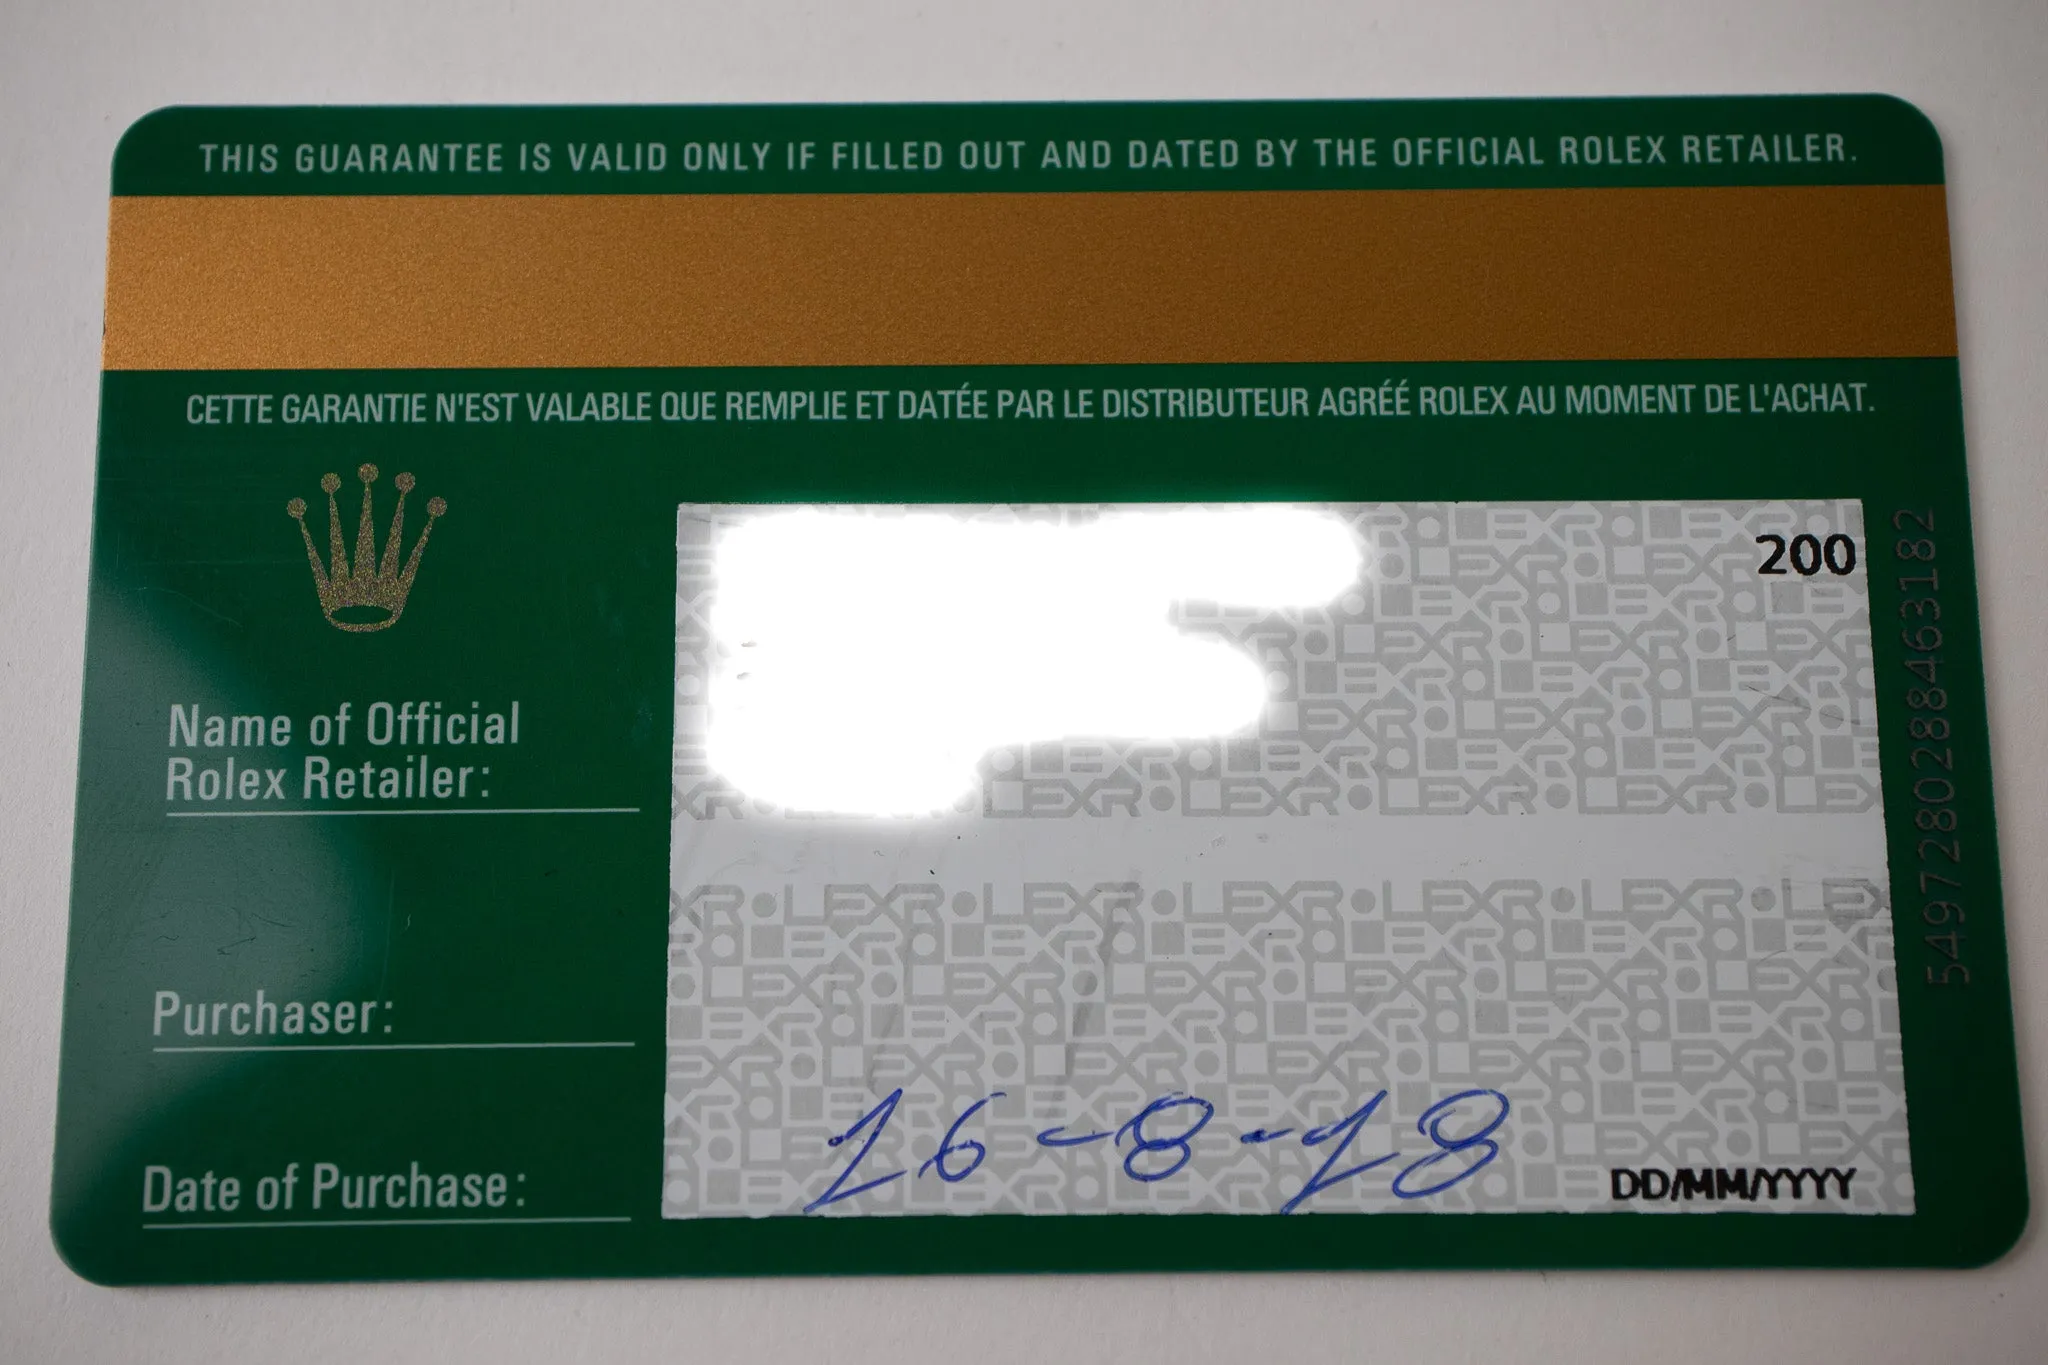 THIS GUARANTEE IS VALID ONLY IF FILLED OUT AND DATED BY THE OFFICIAL ROLEX RETAILER.
CETTE GARANTIE N'EST VALABLE QUE REMPLIE ET DATÉE PAR LE DISTRIBUTEUR AGRÉÉ ROLEX AU MOMENT DE L'ACHAT.
200
Name of Official
Rolex Retailer:
Purchaser:
Date of Purchase:
16-8-18
DD/MM/YYYY
5497280288463182